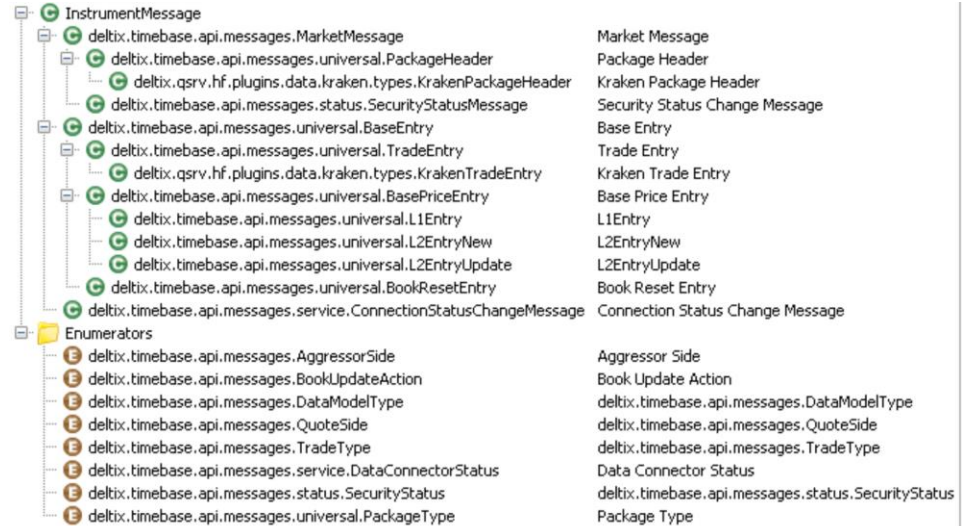 InstrumentMessage
deltix.timebase.api.messages.MarketMessage Market Message
deltix.timebase.api.messages.universal.PackageHeader Package Header
deltix.qsrv.hf.plugins.data.kraken.types.KrakenPackageHeader Kraken Package Header
deltix.timebase.api.messages.status.SecurityStatusMessage Security Status Change Message
deltix.timebase.api.messages.universal.BaseEntry Base Entry
deltix.timebase.api.messages.universal.TradeEntry Trade Entry
deltix.qsrv.hf.plugins.data.kraken.types.KrakenTradeEntry Kraken Trade Entry
deltix.timebase.api.messages.universal.BasePriceEntry Base Price Entry
deltix.timebase.api.messages.universal.L1Entry L1Entry
deltix.timebase.api.messages.universal.L2EntryNew L2EntryNew
deltix.timebase.api.messages.universal.L2EntryUpdate L2EntryUpdate
deltix.timebase.api.messages.universal.BookResetEntry Book Reset Entry
deltix.timebase.api.messages.service.ConnectionStatusChangeMessage Connection Status Change Message
Enumerators
deltix.timebase.api.messages.AggressorSide Aggressor Side
deltix.timebase.api.messages.BookUpdateAction Book Update Action
deltix.timebase.api.messages.DataModelType deltix.timebase.api.messages.DataModelType
deltix.timebase.api.messages.QuoteSide deltix.timebase.api.messages.QuoteSide
deltix.timebase.api.messages.TradeType deltix.timebase.api.messages.TradeType
deltix.timebase.api.messages.service.DataConnectorStatus Data Connector Status
deltix.timebase.api.messages.status.SecurityStatus deltix.timebase.api.messages.status.SecurityStatus
deltix.timebase.api.messages.universal.PackageType Package Type